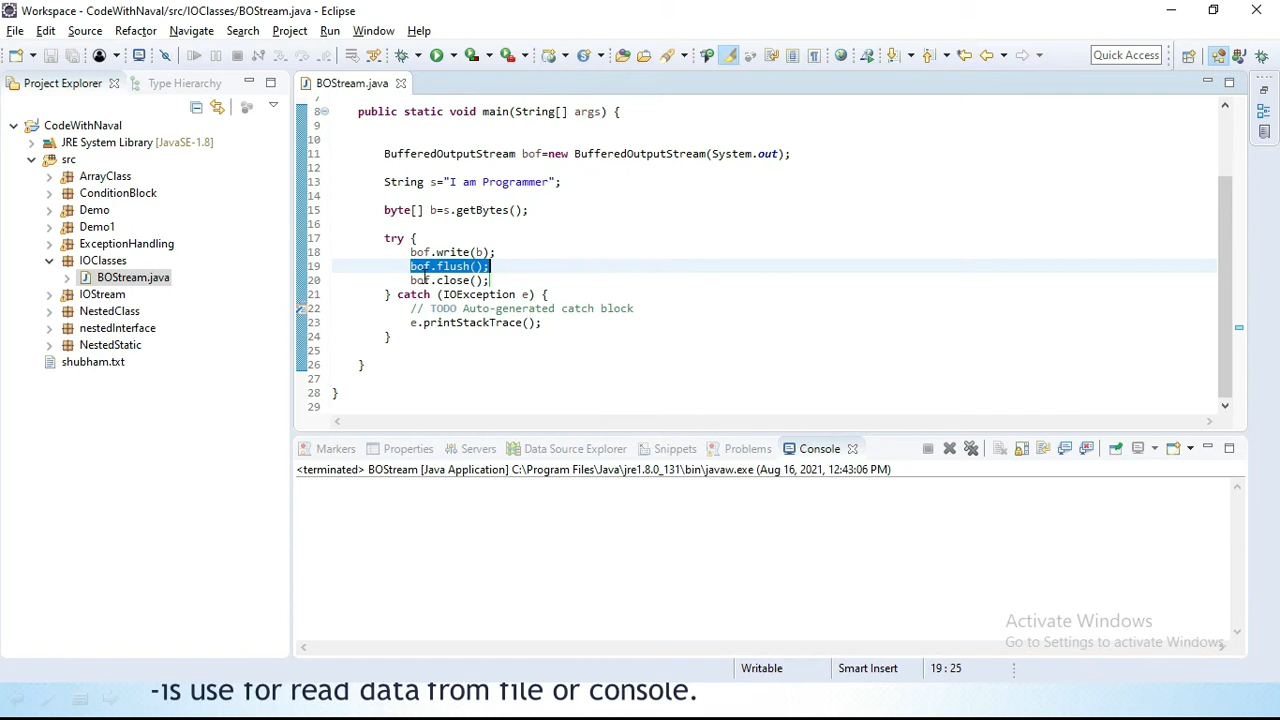 Workspace - CodeWithNaval/src/IOClasses/BOStream.java - Eclipse
File Edit Source Refactor Navigate Search Project Run Window Help
Quick Access
Project Explorer Type Hierarchy
BOStream.java
CodeWithNaval
JRE System Library [JavaSE-1.8]
src
ArrayClass
ConditionBlock
Demo
Demo1
ExceptionHandling
IOClasses
BOStream.java
IOStream
NestedClass
nestedInterface
NestedStatic
shubham.txt
7
8 public static void main(String[] args) {
9
10
11 BufferedOutputStream bof=new BufferedOutputStream(System.out);
12
13 String s="I am Programmer";
14
15 byte[] b=s.getBytes();
16
17 try {
18 bof.write(b);
19 bof.flush();
20 bof.close();
21 } catch (IOException e) {
22 // TODO Auto-generated catch block
23 e.printStackTrace();
24 }
25
26 }
27
28 }
29
Markers Properties Servers Data Source Explorer Snippets Problems Console
<terminated> BOStream [Java Application] C:\Program Files\Java\jre1.8.0_131\bin\javaw.exe (Aug 16, 2021, 12:43:06 PM)
Activate Windows
Go to Settings to activate Windows.
Writable Smart Insert 19 : 25
-is use for read data from file or console.